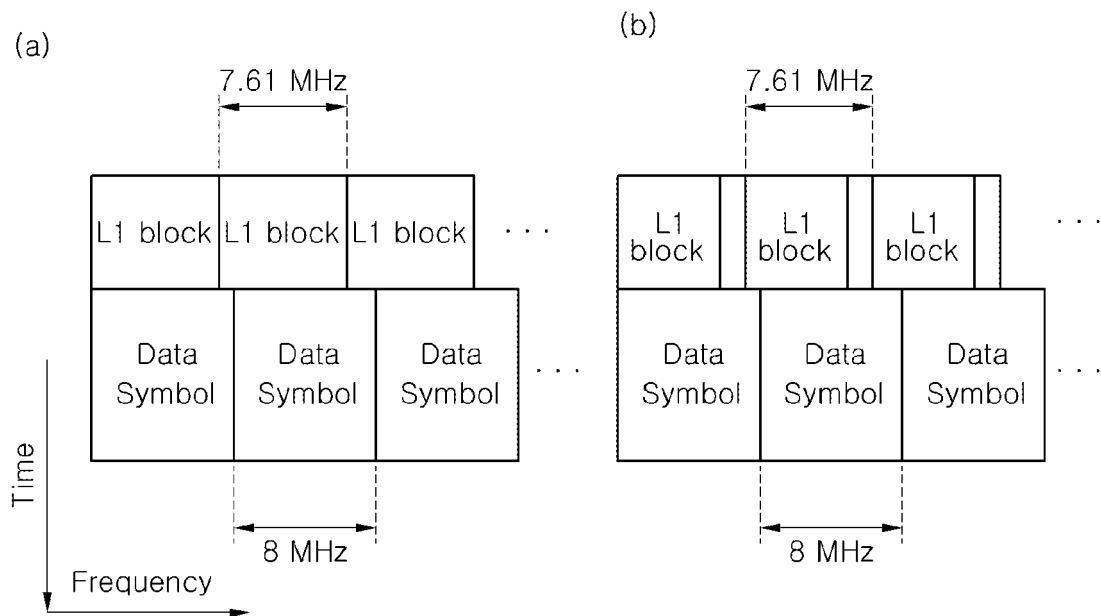 (a)
7.61 MHz
L1 block L1 block L1 block . . .
Data Symbol
Data Symbol
Data Symbol
. . .
8 MHz
Time
Frequency
(b)
7.61 MHz
L1
block
L1
block
L1
block
. . .
Data
Symbol
Data
Symbol
Data
Symbol
. . .
8 MHz